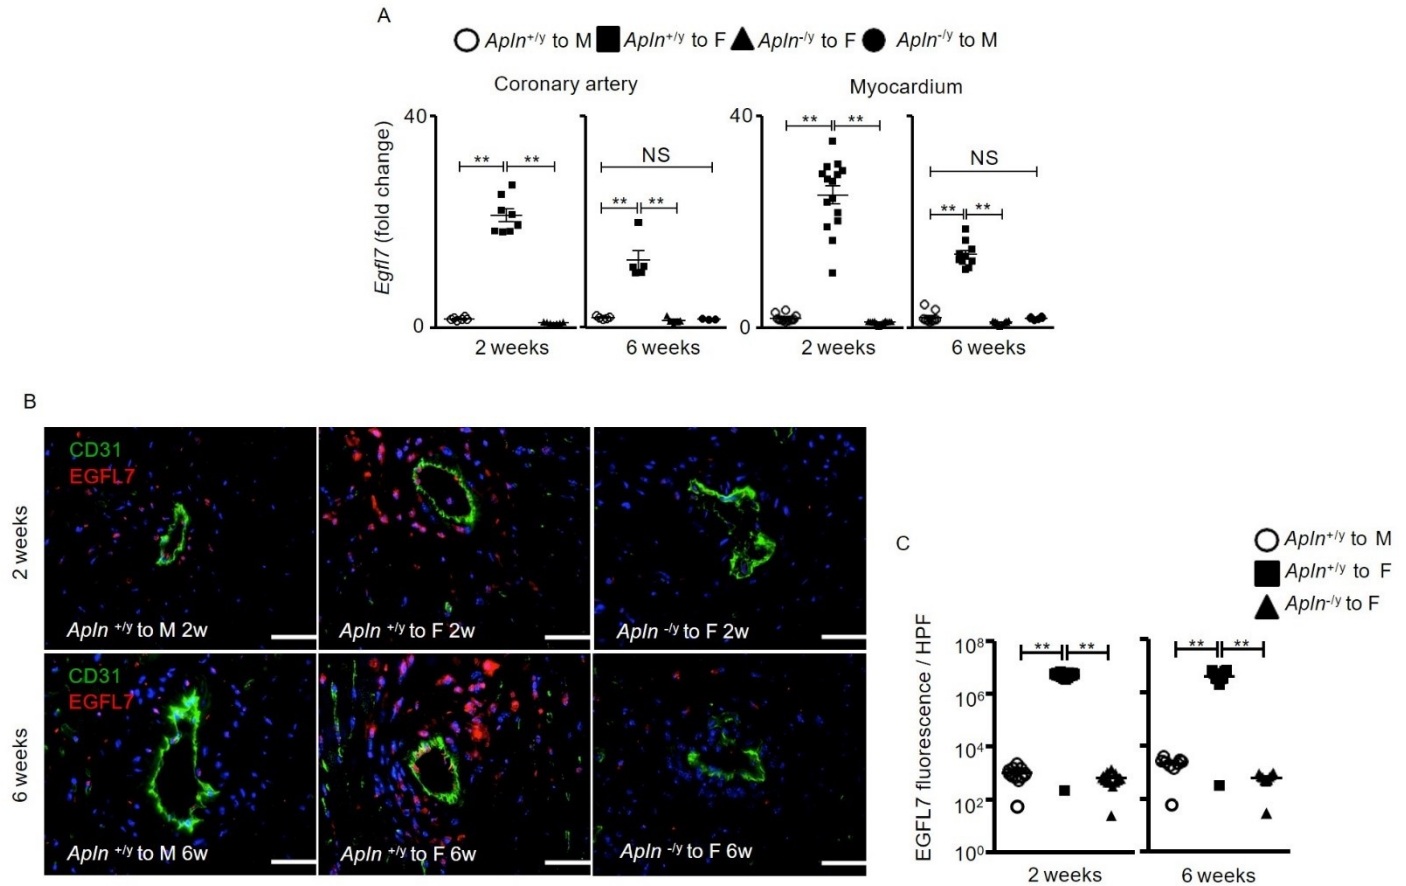 A
Apln+/y to M Apln+/y to F Apln-/y to F Apln-/y to M
Coronary artery Myocardium
Egfl7 (fold change)
40 40
** ** NS ** ** NS
** ** ** **
0 0
2 weeks 6 weeks 2 weeks 6 weeks
B
2 weeks
CD31
EGFL7
Apln +/y to M 2w Apln +/y to F 2w Apln -/y to F 2w
6 weeks
CD31
EGFL7
Apln +/y to M 6w Apln +/y to F 6w Apln -/y to F 6w
C
Apln+/y to M
Apln+/y to F
Apln-/y to F
EGFL7 fluorescence / HPF
10^8
** ** ** **
10^6
10^4
10^2
10^0
2 weeks 6 weeks